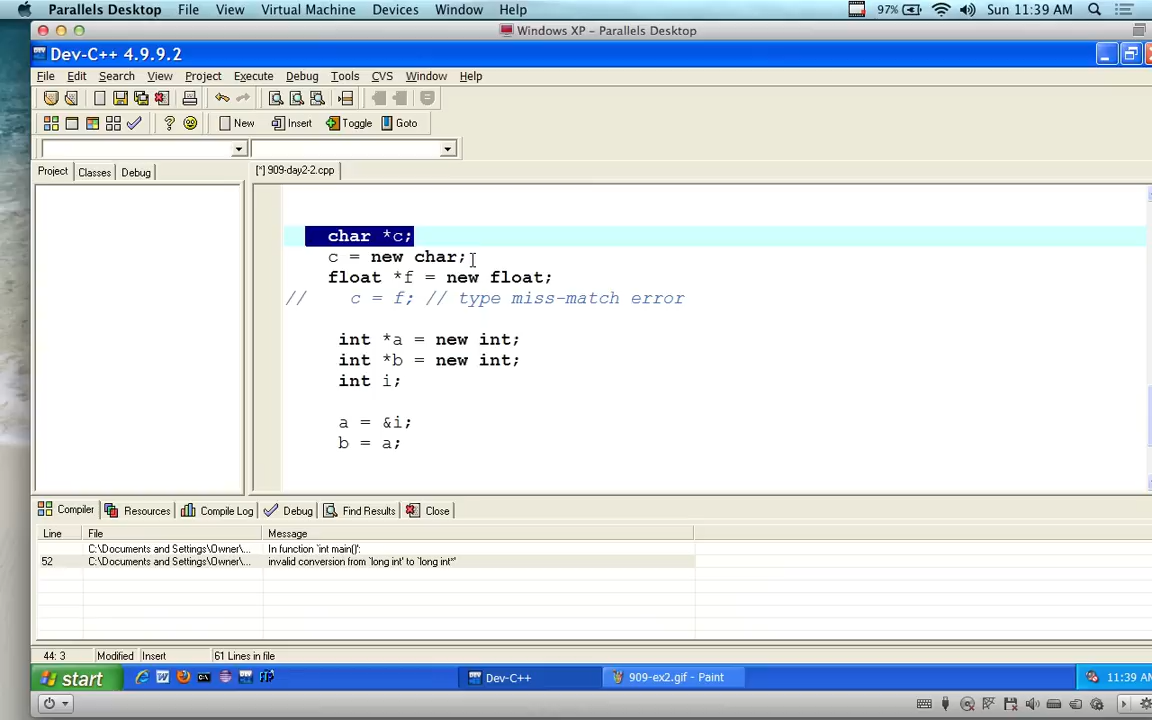 Parallels Desktop File View Virtual Machine Devices Window Help 97% Sun 11:39 AM
Windows XP – Parallels Desktop
Dev-C++ 4.9.9.2
File Edit Search View Project Execute Debug Tools CVS Window Help
New Insert Toggle Goto
Project Classes Debug [*] 909-day2-2.cpp
char *c;
c = new char;
float *f = new float;
// c = f; // type miss-match error
int *a = new int;
int *b = new int;
int i;
a = &i;
b = a;
Compiler Resources Compile Log Debug Find Results Close
Line File Message
C:\Documents and Settings\Owner\... In function `int main()':
52 C:\Documents and Settings\Owner\... invalid conversion from `long int' to `long int*'
44: 3 Modified Insert 61 Lines in file
start Dev-C++ 909-ex2.gif - Paint 11:39 AM